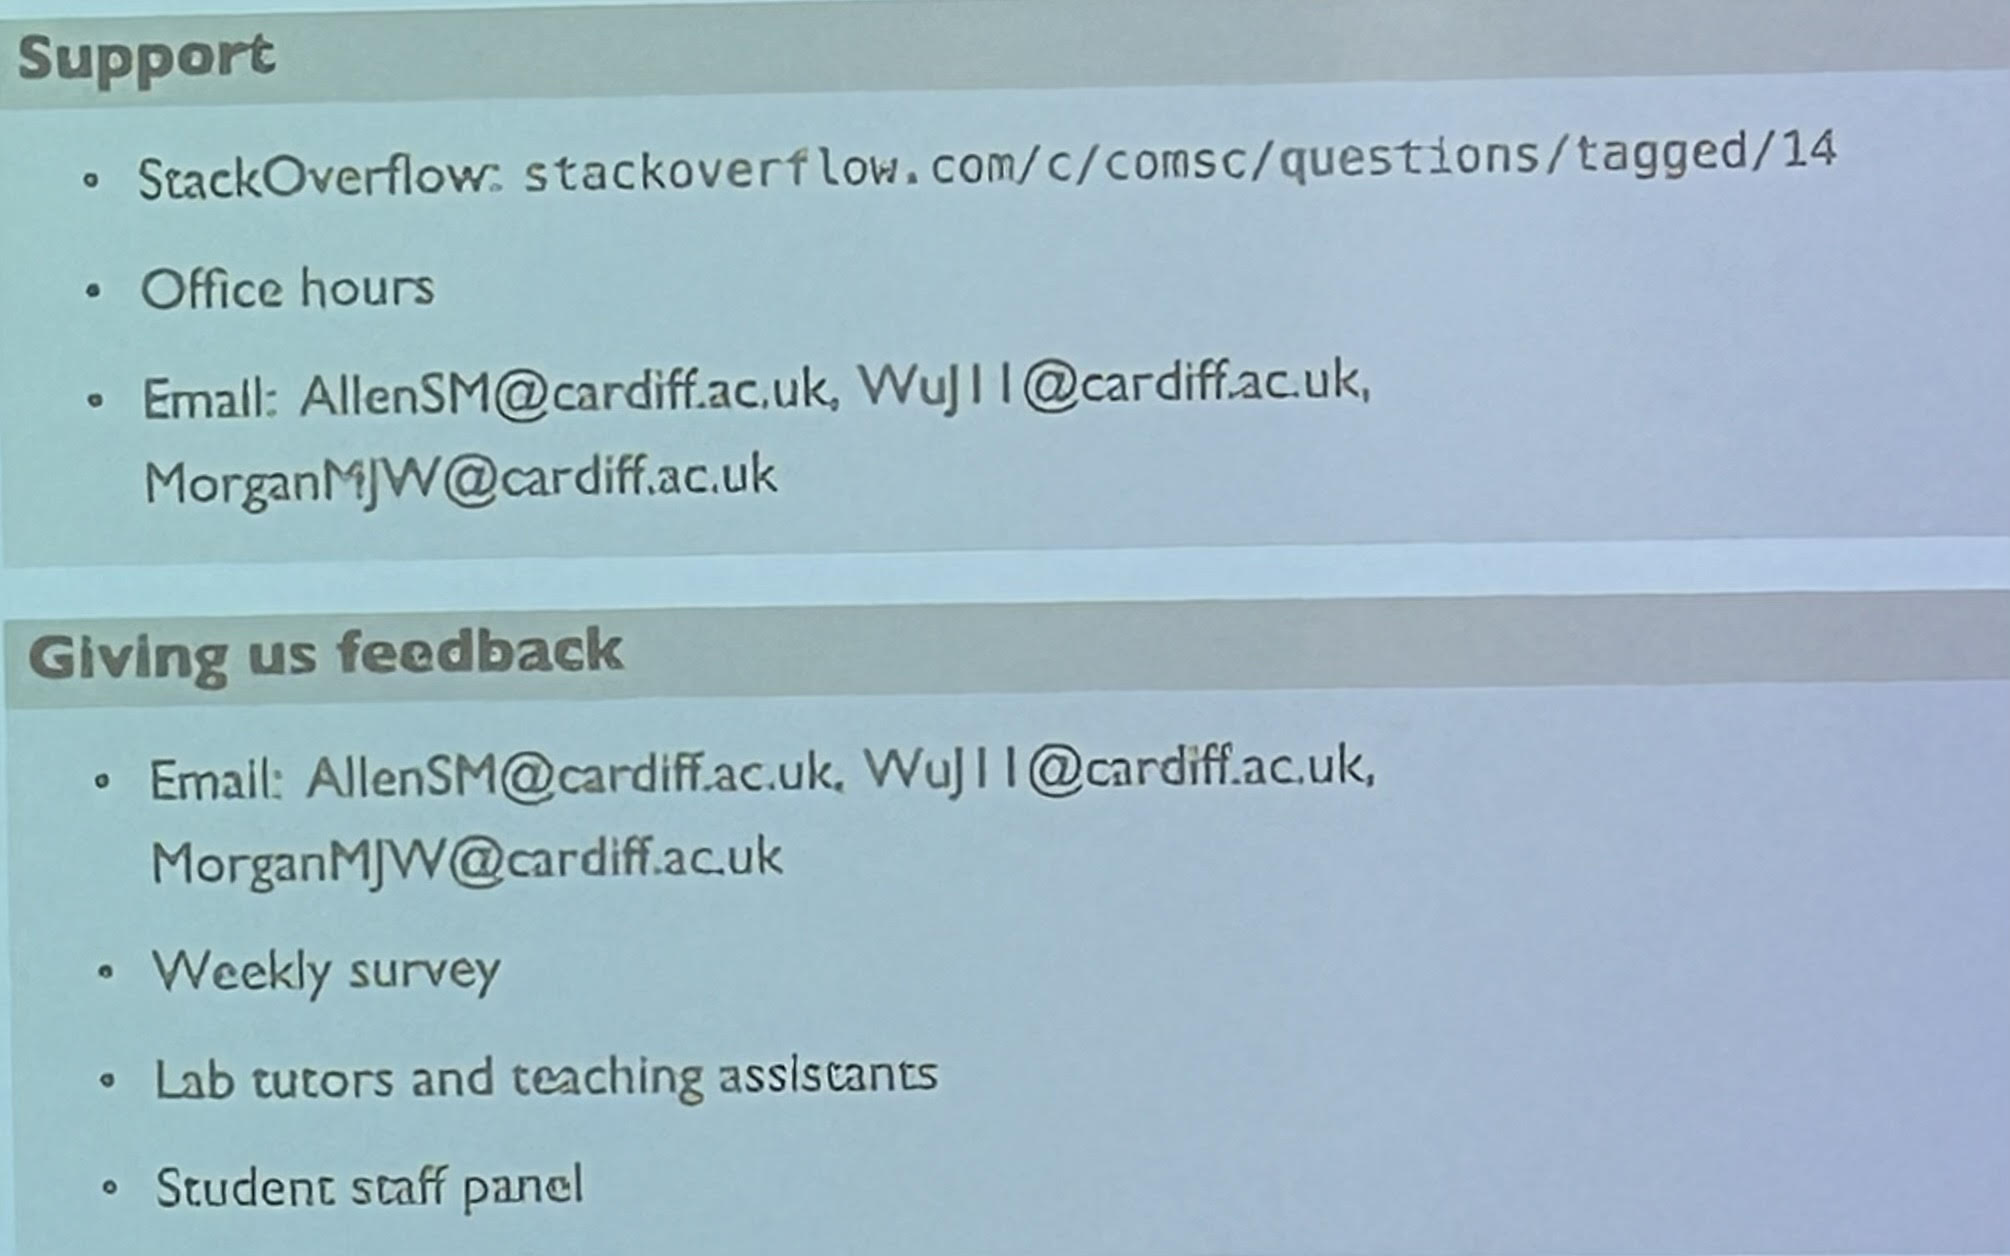 Support
• StackOverflow: stackoverflow.com/c/comsc/questions/tagged/14
• Office hours
• Email: AllenSM@cardiff.ac.uk, WuJ11@cardiff.ac.uk,
MorganMJW@cardiff.ac.uk
Giving us feedback
• Email: AllenSM@cardiff.ac.uk, WuJ11@cardiff.ac.uk,
MorganMJW@cardiff.ac.uk
• Weekly survey
• Lab tutors and teaching assistants
• Student staff panel